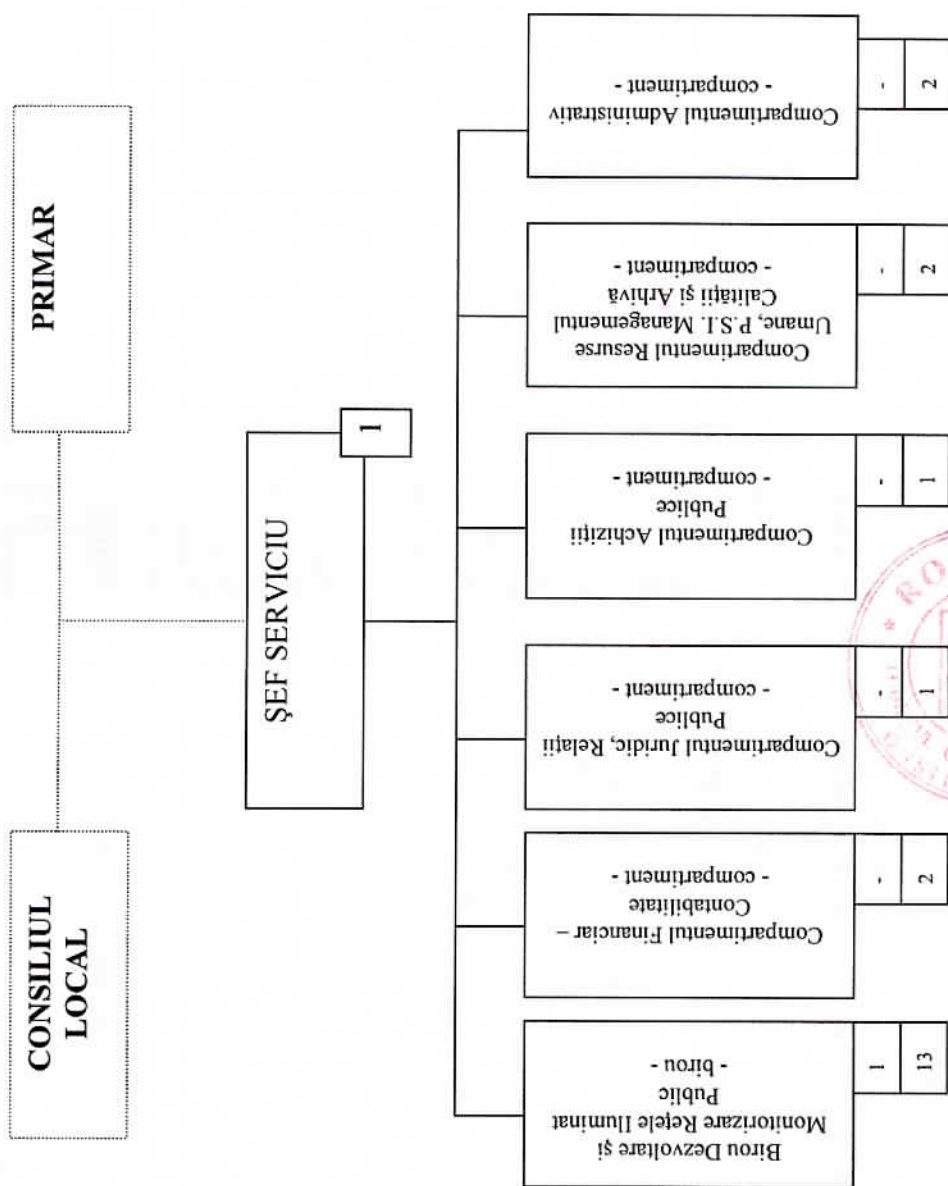 CONSILIUL
LOCAL
PRIMAR
ŞEF SERVICIU
1
Birou Dezvoltare şi
Monitorizare Reţele Iluminat
Public
- birou -
1
13
Compartimentul Financiar –
Contabilitate
- compartiment -
-
2
Compartimentul Juridic, Relaţii
Publice
- compartiment -
-
1
Compartimentul Achiziţii
Publice
- compartiment -
-
1
Compartimentul Resurse
Umane, P.S.I. Managementul
Calităţii şi Arhivă
- compartiment -
-
2
Compartimentul Administrativ
- compartiment -
-
2
* RO